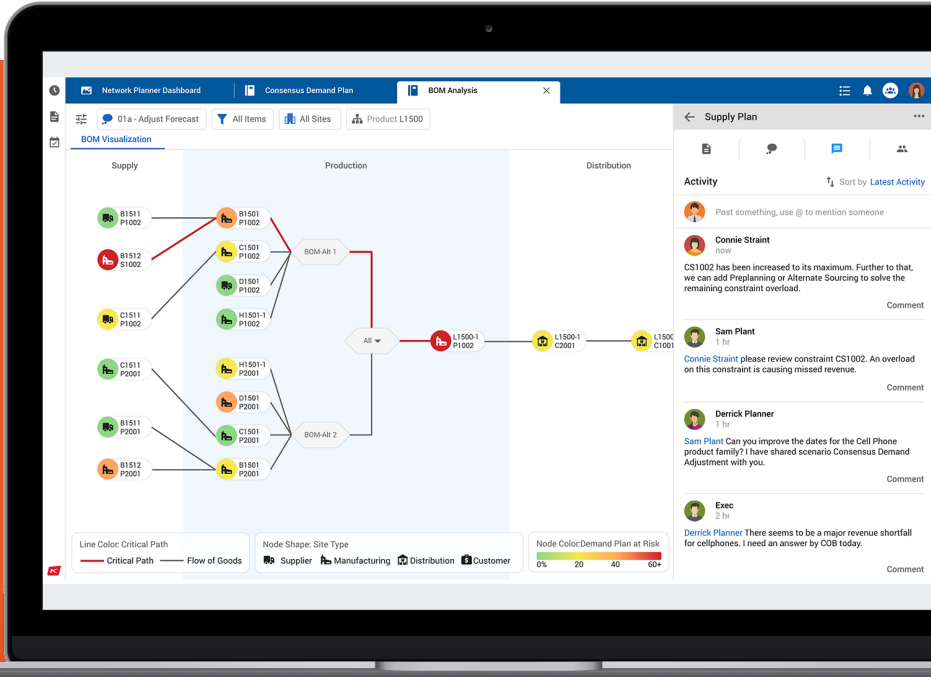 Network Planner Dashboard
Consensus Demand Plan
BOM Analysis
01a - Adjust Forecast
All Items
All Sites
Product L1500
BOM Visualization
Supply
Production
Distribution
B1511
P1002
B1512
S1002
C1511
P1002
C1511
P2001
B1511
P2001
B1512
P2001
B1501
P1002
C1501
P1002
D1501
P1002
H1501-1
P1002
H1501-1
P2001
D1501
P2001
C1501
P2001
B1501
P2001
BOM-Alt 1
All
BOM-Alt 2
L1500-1
P1002
L1500-1
C2001
L1500
C1001
Line Color: Critical Path
Critical Path
Flow of Goods
Node Shape: Site Type
Supplier
Manufacturing
Distribution
Customer
Node Color:Demand Plan at Risk
0% 20 40 60+
Supply Plan
Activity
Sort by Latest Activity
Post something, use @ to mention someone
Connie Straint
now
CS1002 has been increased to its maximum. Further to that,
we can add Preplanning or Alternate Sourcing to solve the
remaining constraint overload.
Comment
Sam Plant
1 hr
Connie Straint please review constraint CS1002. An overload
on this constraint is causing missed revenue.
Comment
Derrick Planner
1 hr
Sam Plant Can you improve the dates for the Cell Phone
product family? I have shared scenario Consensus Demand
Adjustment with you.
Comment
Exec
2 hr
Derrick Planner There seems to be a major revenue shortfall
for cellphones. I need an answer by COB today.
Comment